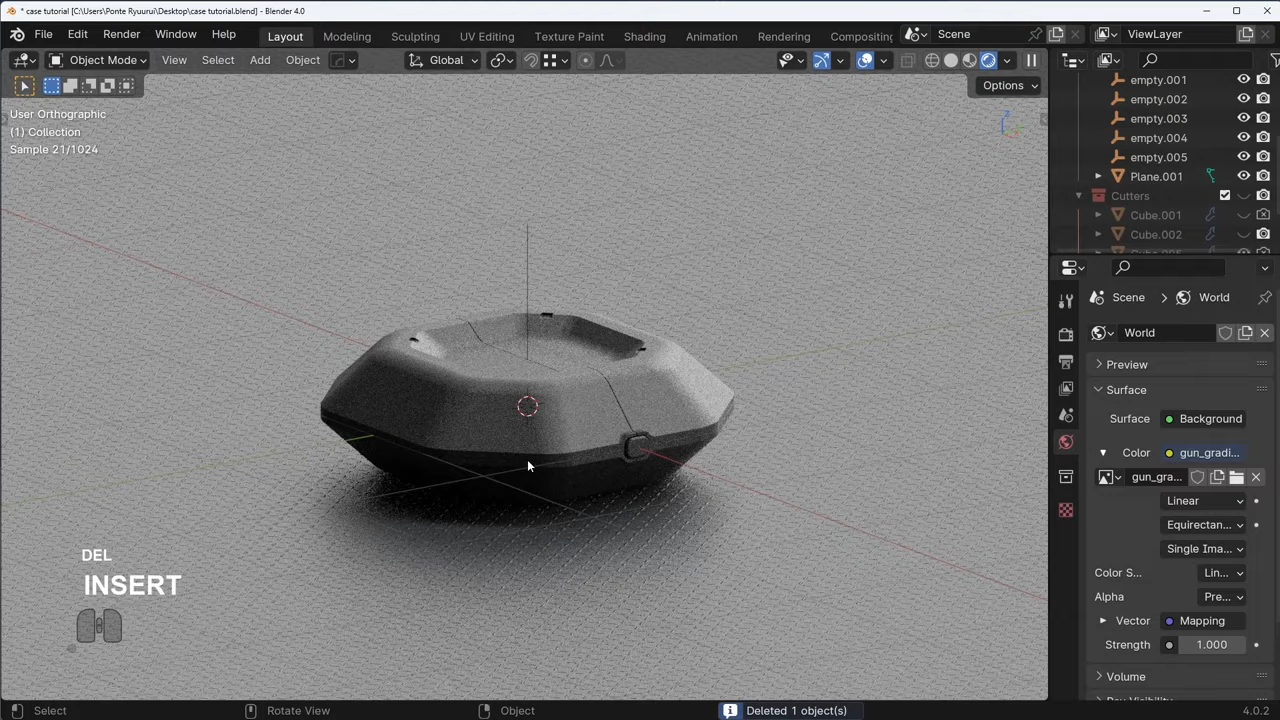 * case tutorial [C:\Users\Ponte Ryuurui\Desktop\case tutorial.blend] - Blender 4.0
File Edit Render Window Help Layout Modeling Sculpting UV Editing Texture Paint Shading Animation Rendering Compositing Scene ViewLayer
Object Mode View Select Add Object Global
Options
User Orthographic
(1) Collection
Sample 21/1024
Z
empty.001
empty.002
empty.003
empty.004
empty.005
Plane.001
Cutters
Cube.001
Cube.002
Scene > World
World
Preview
Surface
Surface Background
Color gun_gradi...
gun_gra...
Linear
Equirectan...
Single Ima...
Color S... Lin...
Alpha Pre...
Vector Mapping
Strength 1.000
Volume
DEL
INSERT
Select Rotate View Object Deleted 1 object(s) 4.0.2